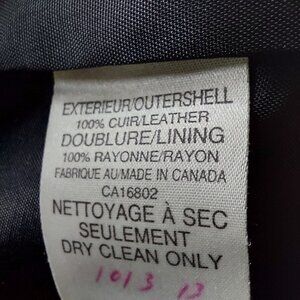 EXTERIEUR/OUTERSHELL
100% CUIR/LEATHER
DOUBLURE/LINING
100% RAYONNE/RAYON
FABRIQUE AU/MADE IN CANADA
CA16802
NETTOYAGE À SEC
SEULEMENT
DRY CLEAN ONLY
1013 13